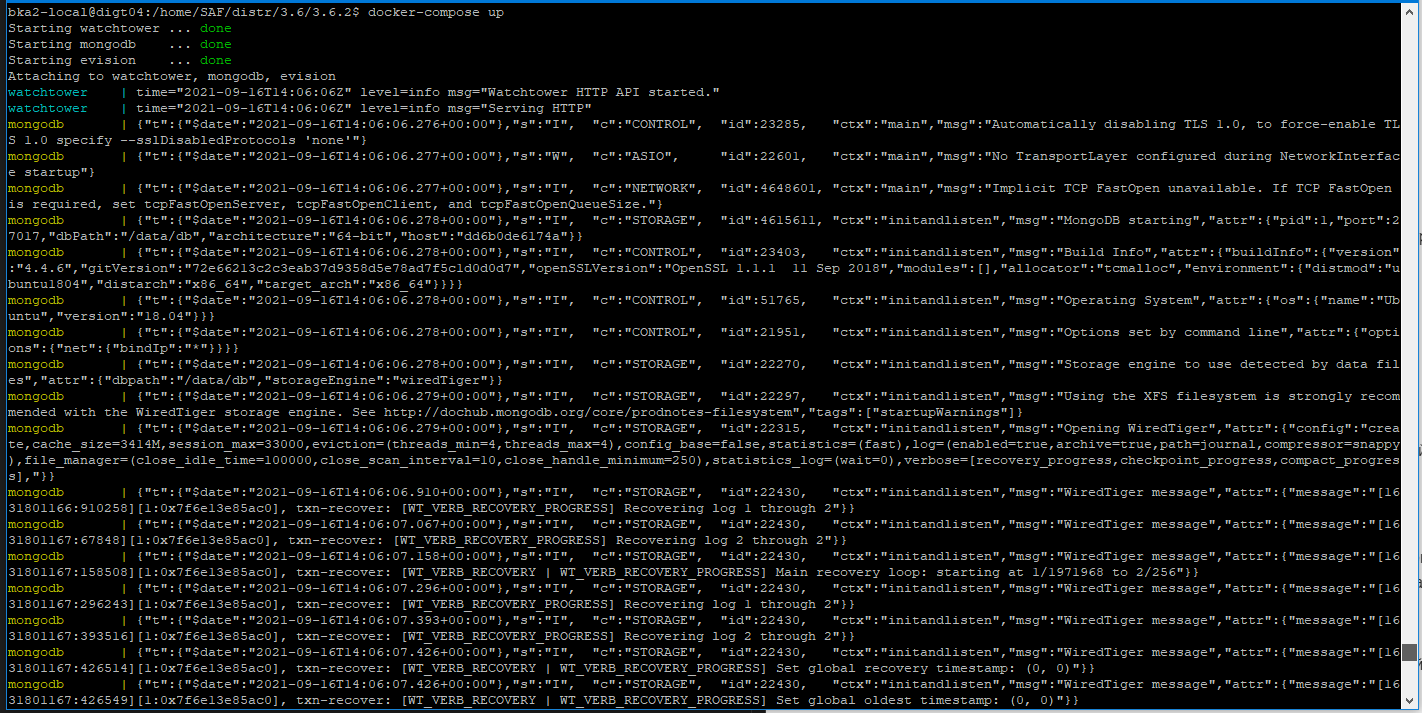 bka2-local@digt04:/home/SAF/distr/3.6/3.6.2$ docker-compose up
Starting watchtower ... done
Starting mongodb    ... done
Starting evision    ... done
Attaching to watchtower, mongodb, evision
watchtower    | time="2021-09-16T14:06:06Z" level=info msg="Watchtower HTTP API started."
watchtower    | time="2021-09-16T14:06:06Z" level=info msg="Serving HTTP"
mongodb       | {"t":{"$date":"2021-09-16T14:06:06.276+00:00"},"s":"I",  "c":"CONTROL",  "id":23285,   "ctx":"main","msg":"Automatically disabling TLS 1.0, to force-enable TL
S 1.0 specify --sslDisabledProtocols 'none'"}
mongodb       | {"t":{"$date":"2021-09-16T14:06:06.277+00:00"},"s":"W",  "c":"ASIO",     "id":22601,   "ctx":"main","msg":"No TransportLayer configured during NetworkInterfac
e startup"}
mongodb       | {"t":{"$date":"2021-09-16T14:06:06.277+00:00"},"s":"I",  "c":"NETWORK",  "id":4648601, "ctx":"main","msg":"Implicit TCP FastOpen unavailable. If TCP FastOpen
is required, set tcpFastOpenServer, tcpFastOpenClient, and tcpFastOpenQueueSize."}
mongodb       | {"t":{"$date":"2021-09-16T14:06:06.278+00:00"},"s":"I",  "c":"STORAGE",  "id":4615611, "ctx":"initandlisten","msg":"MongoDB starting","attr":{"pid":1,"port":2
7017,"dbPath":"/data/db","architecture":"64-bit","host":"dd6b0de6174a"}}
mongodb       | {"t":{"$date":"2021-09-16T14:06:06.278+00:00"},"s":"I",  "c":"CONTROL",  "id":23403,   "ctx":"initandlisten","msg":"Build Info","attr":{"buildInfo":{"version"
:"4.4.6","gitVersion":"72e66213c2c3eab37d9358d5e78ad7f5c1d0d0d7","openSSLVersion":"OpenSSL 1.1.1  11 Sep 2018","modules":[],"allocator":"tcmalloc","environment":{"distmod":"u
buntu1804","distarch":"x86_64","target_arch":"x86_64"}}}}
mongodb       | {"t":{"$date":"2021-09-16T14:06:06.278+00:00"},"s":"I",  "c":"CONTROL",  "id":51765,   "ctx":"initandlisten","msg":"Operating System","attr":{"os":{"name":"Ub
untu","version":"18.04"}}}
mongodb       | {"t":{"$date":"2021-09-16T14:06:06.278+00:00"},"s":"I",  "c":"CONTROL",  "id":21951,   "ctx":"initandlisten","msg":"Options set by command line","attr":{"opti
ons":{"net":{"bindIp":"*"}}}}
mongodb       | {"t":{"$date":"2021-09-16T14:06:06.278+00:00"},"s":"I",  "c":"STORAGE",  "id":22270,   "ctx":"initandlisten","msg":"Storage engine to use detected by data fil
es","attr":{"dbpath":"/data/db","storageEngine":"wiredTiger"}}
mongodb       | {"t":{"$date":"2021-09-16T14:06:06.279+00:00"},"s":"I",  "c":"STORAGE",  "id":22297,   "ctx":"initandlisten","msg":"Using the XFS filesystem is strongly recom
mended with the WiredTiger storage engine. See http://dochub.mongodb.org/core/prodnotes-filesystem","tags":["startupWarnings"]}
mongodb       | {"t":{"$date":"2021-09-16T14:06:06.279+00:00"},"s":"I",  "c":"STORAGE",  "id":22315,   "ctx":"initandlisten","msg":"Opening WiredTiger","attr":{"config":"crea
te,cache_size=3414M,session_max=33000,eviction=(threads_min=4,threads_max=4),config_base=false,statistics=(fast),log=(enabled=true,archive=true,path=journal,compressor=snappy
),file_manager=(close_idle_time=100000,close_scan_interval=10,close_handle_minimum=250),statistics_log=(wait=0),verbose=[recovery_progress,checkpoint_progress,compact_progres
s],"}}
mongodb       | {"t":{"$date":"2021-09-16T14:06:06.910+00:00"},"s":"I",  "c":"STORAGE",  "id":22430,   "ctx":"initandlisten","msg":"WiredTiger message","attr":{"message":"[16
31801166:910258][1:0x7f6e13e85ac0], txn-recover: [WT_VERB_RECOVERY_PROGRESS] Recovering log 1 through 2"}}
mongodb       | {"t":{"$date":"2021-09-16T14:06:07.067+00:00"},"s":"I",  "c":"STORAGE",  "id":22430,   "ctx":"initandlisten","msg":"WiredTiger message","attr":{"message":"[16
31801167:67848][1:0x7f6e13e85ac0], txn-recover: [WT_VERB_RECOVERY_PROGRESS] Recovering log 2 through 2"}}
mongodb       | {"t":{"$date":"2021-09-16T14:06:07.158+00:00"},"s":"I",  "c":"STORAGE",  "id":22430,   "ctx":"initandlisten","msg":"WiredTiger message","attr":{"message":"[16
31801167:158508][1:0x7f6e13e85ac0], txn-recover: [WT_VERB_RECOVERY | WT_VERB_RECOVERY_PROGRESS] Main recovery loop: starting at 1/1971968 to 2/256"}}
mongodb       | {"t":{"$date":"2021-09-16T14:06:07.296+00:00"},"s":"I",  "c":"STORAGE",  "id":22430,   "ctx":"initandlisten","msg":"WiredTiger message","attr":{"message":"[16
31801167:296243][1:0x7f6e13e85ac0], txn-recover: [WT_VERB_RECOVERY_PROGRESS] Recovering log 1 through 2"}}
mongodb       | {"t":{"$date":"2021-09-16T14:06:07.393+00:00"},"s":"I",  "c":"STORAGE",  "id":22430,   "ctx":"initandlisten","msg":"WiredTiger message","attr":{"message":"[16
31801167:393516][1:0x7f6e13e85ac0], txn-recover: [WT_VERB_RECOVERY_PROGRESS] Recovering log 2 through 2"}}
mongodb       | {"t":{"$date":"2021-09-16T14:06:07.426+00:00"},"s":"I",  "c":"STORAGE",  "id":22430,   "ctx":"initandlisten","msg":"WiredTiger message","attr":{"message":"[16
31801167:426514][1:0x7f6e13e85ac0], txn-recover: [WT_VERB_RECOVERY | WT_VERB_RECOVERY_PROGRESS] Set global recovery timestamp: (0, 0)"}}
mongodb       | {"t":{"$date":"2021-09-16T14:06:07.426+00:00"},"s":"I",  "c":"STORAGE",  "id":22430,   "ctx":"initandlisten","msg":"WiredTiger message","attr":{"message":"[16
31801167:426549][1:0x7f6e13e85ac0], txn-recover: [WT_VERB_RECOVERY | WT_VERB_RECOVERY_PROGRESS] Set global oldest timestamp: (0, 0)"}}